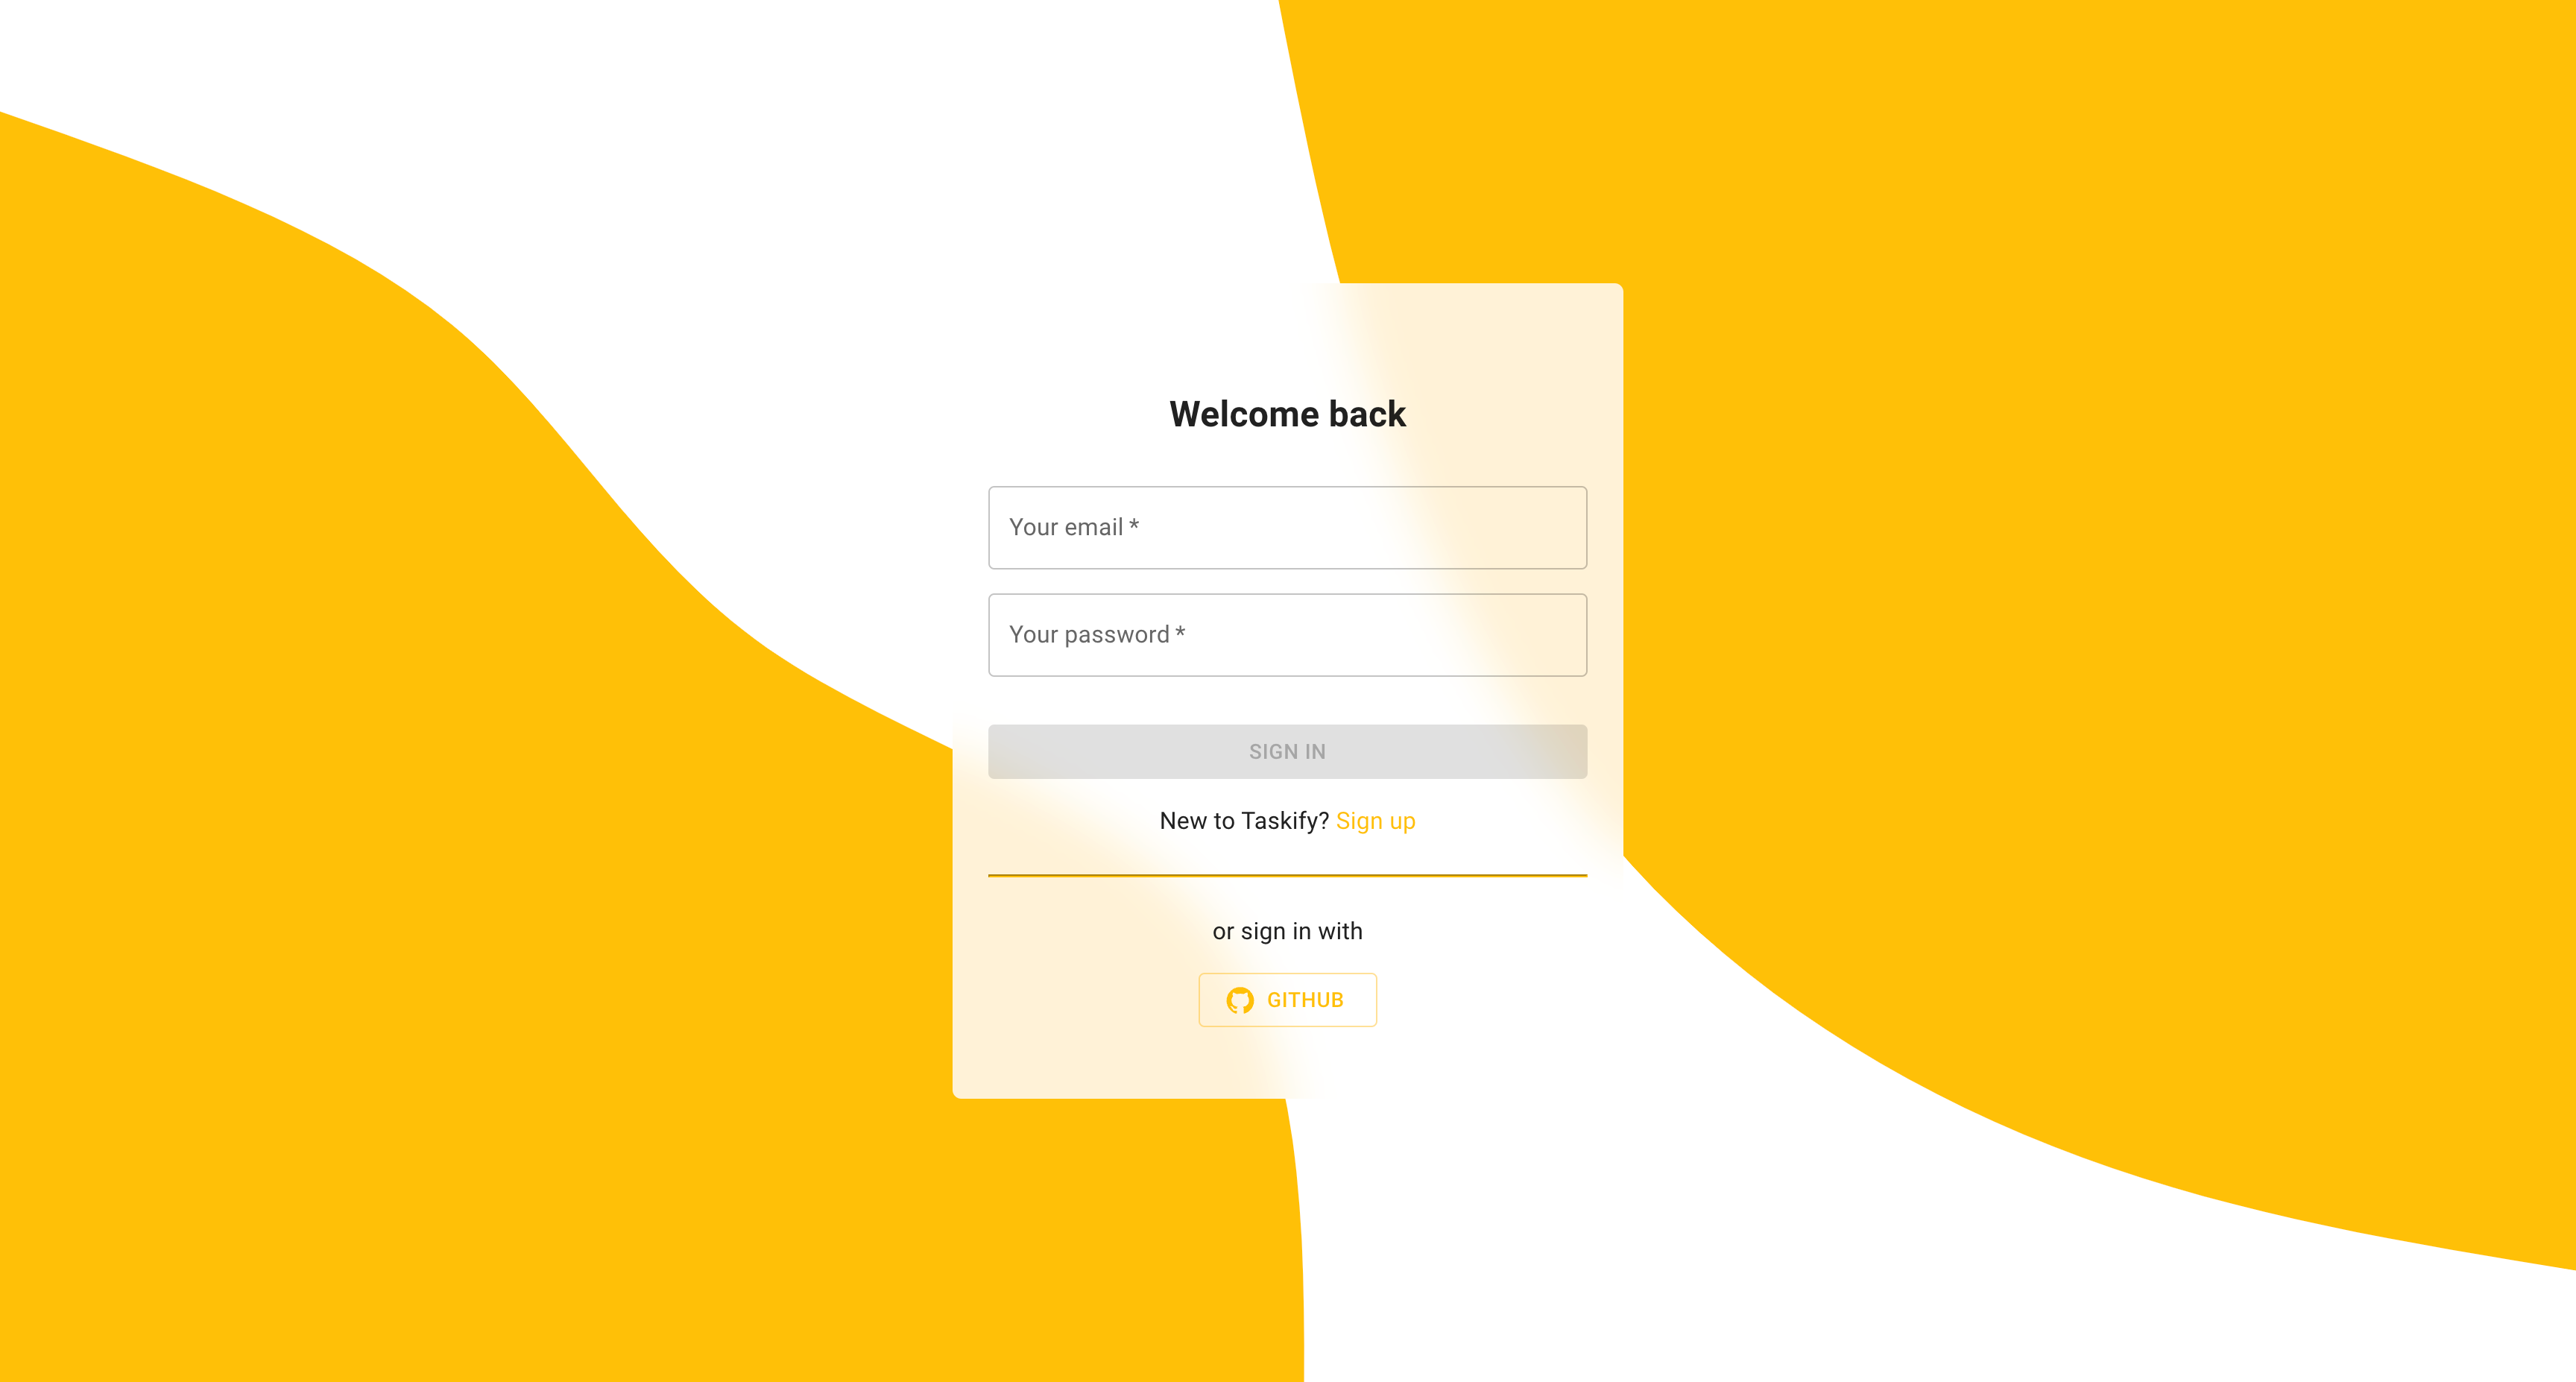 Welcome back
Your email *
Your password *
SIGN IN
New to Taskify? Sign up
or sign in with
GITHUB